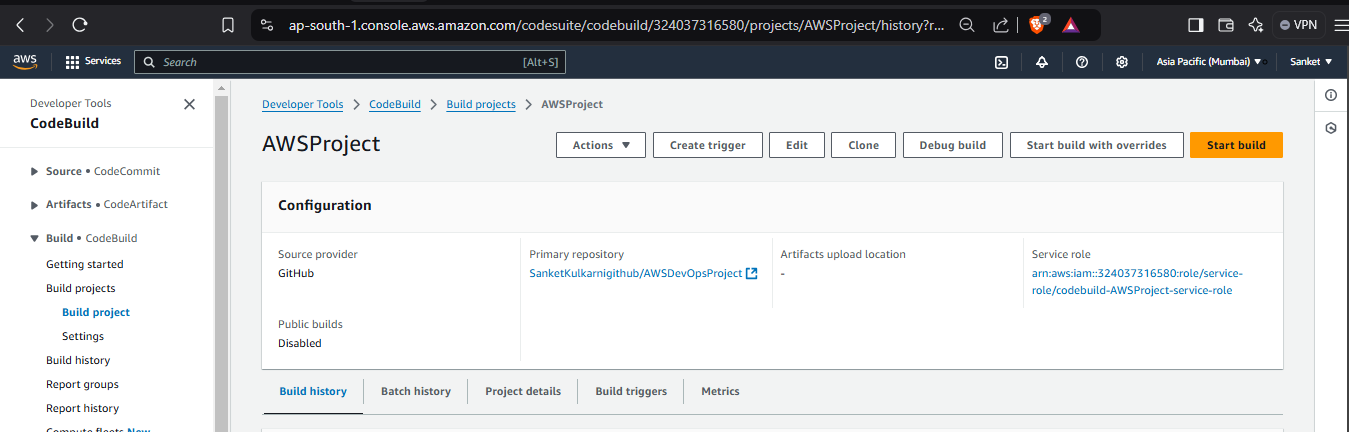 ap-south-1.console.aws.amazon.com/codesuite/codebuild/324037316580/projects/AWSProject/history?r...
2
VPN
aws
Services
Search
[Alt+S]
Asia Pacific (Mumbai)
Sanket
Developer Tools
CodeBuild
Source • CodeCommit
Artifacts • CodeArtifact
Build • CodeBuild
Getting started
Build projects
Build project
Settings
Build history
Report groups
Report history
Compute fleets New
Developer Tools > CodeBuild > Build projects > AWSProject
AWSProject
Actions
Create trigger
Edit
Clone
Debug build
Start build with overrides
Start build
Configuration
Source provider
GitHub
Primary repository
SanketKulkarnigithub/AWSDevOpsProject
Artifacts upload location
-
Service role
arn:aws:iam::324037316580:role/service-
role/codebuild-AWSProject-service-role
Public builds
Disabled
Build history
Batch history
Project details
Build triggers
Metrics